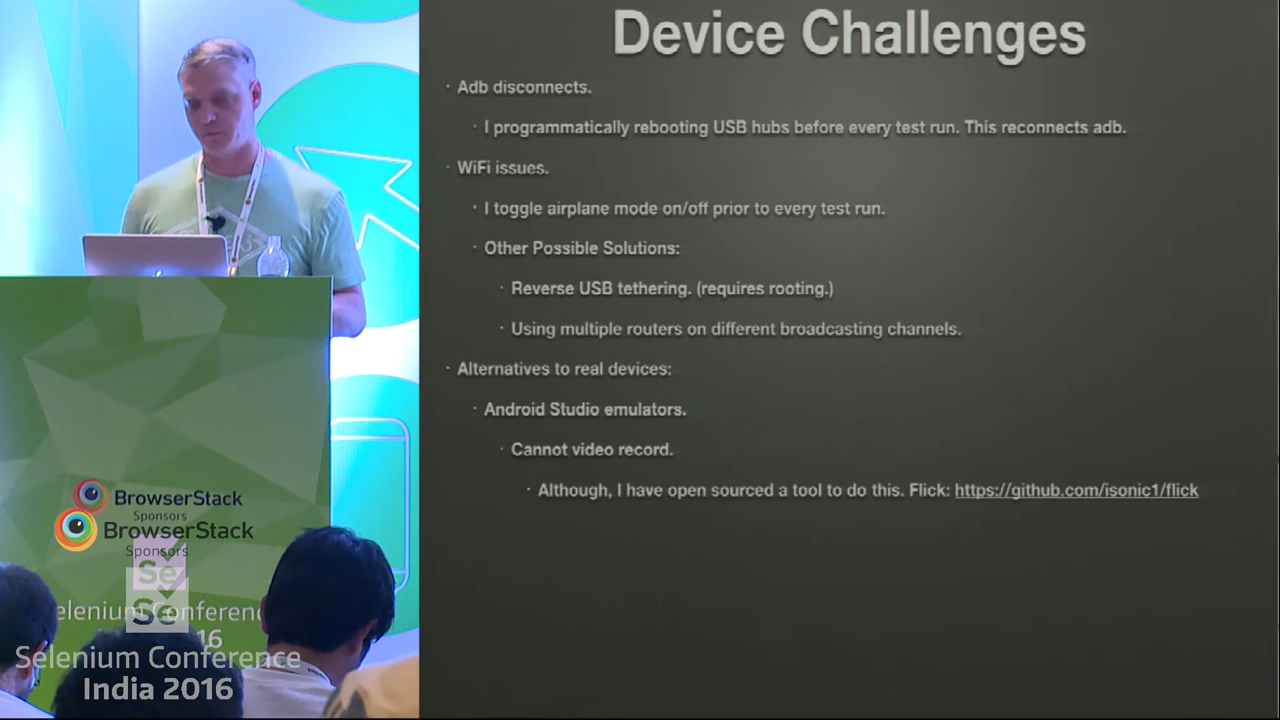 Device Challenges
· Adb disconnects.
· I programmatically rebooting USB hubs before every test run. This reconnects adb.
· WiFi issues.
· I toggle airplane mode on/off prior to every test run.
· Other Possible Solutions:
· Reverse USB tethering. (requires rooting.)
· Using multiple routers on different broadcasting channels.
· Alternatives to real devices:
· Android Studio emulators.
· Cannot video record.
· Although, I have open sourced a tool to do this. Flick: https://github.com/isonic1/flick
BrowserStack
Sponsors
BrowserStack
Sponsors
Se
Se
elenium Conferenc
16
Selenium Conference
India 2016